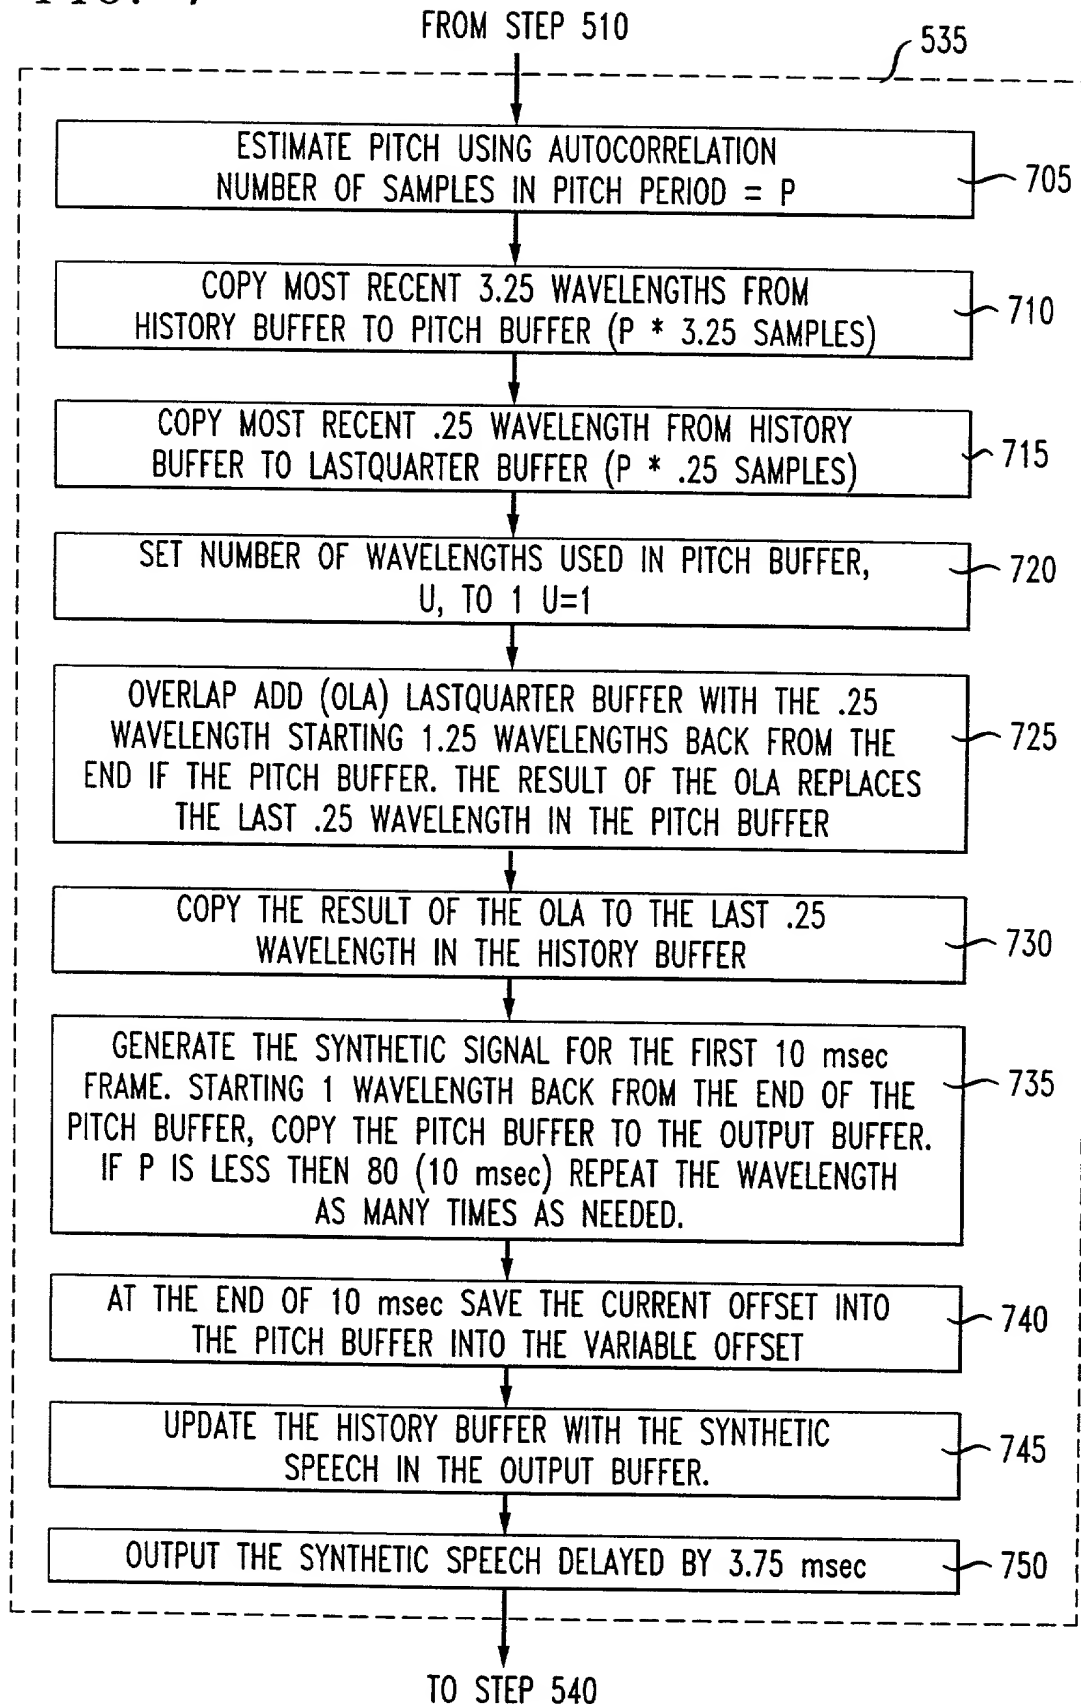 FROM STEP 510
535
ESTIMATE PITCH USING AUTOCORRELATION
NUMBER OF SAMPLES IN PITCH PERIOD = P
705
COPY MOST RECENT 3.25 WAVELENGTHS FROM
HISTORY BUFFER TO PITCH BUFFER (P * 3.25 SAMPLES)
710
COPY MOST RECENT .25 WAVELENGTH FROM HISTORY
BUFFER TO LASTQUARTER BUFFER (P * .25 SAMPLES)
715
SET NUMBER OF WAVELENGTHS USED IN PITCH BUFFER,
U, TO 1 U=1
720
OVERLAP ADD (OLA) LASTQUARTER BUFFER WITH THE .25
WAVELENGTH STARTING 1.25 WAVELENGTHS BACK FROM THE
END IF THE PITCH BUFFER. THE RESULT OF THE OLA REPLACES
THE LAST .25 WAVELENGTH IN THE PITCH BUFFER
725
COPY THE RESULT OF THE OLA TO THE LAST .25
WAVELENGTH IN THE HISTORY BUFFER
730
GENERATE THE SYNTHETIC SIGNAL FOR THE FIRST 10 msec
FRAME. STARTING 1 WAVELENGTH BACK FROM THE END OF THE
PITCH BUFFER, COPY THE PITCH BUFFER TO THE OUTPUT BUFFER.
IF P IS LESS THEN 80 (10 msec) REPEAT THE WAVELENGTH
AS MANY TIMES AS NEEDED.
735
AT THE END OF 10 msec SAVE THE CURRENT OFFSET INTO
THE PITCH BUFFER INTO THE VARIABLE OFFSET
740
UPDATE THE HISTORY BUFFER WITH THE SYNTHETIC
SPEECH IN THE OUTPUT BUFFER.
745
OUTPUT THE SYNTHETIC SPEECH DELAYED BY 3.75 msec
750
TO STEP 540